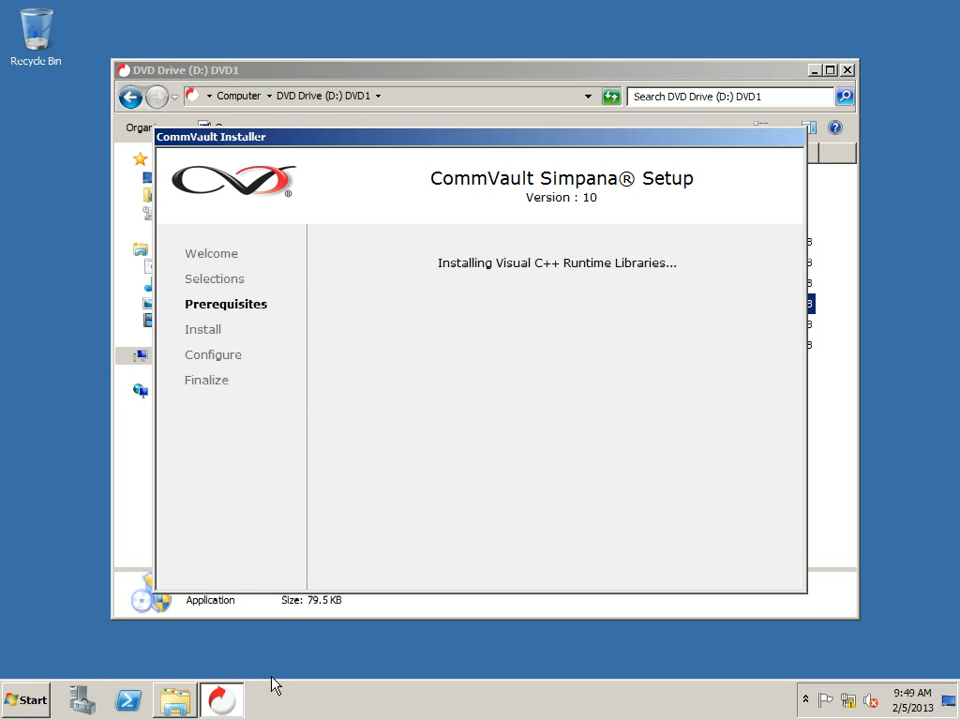 Recycle Bin
DVD Drive (D:) DVD1
Computer
DVD Drive (D:) DVD1
Search DVD Drive (D:) DVD1
CommVault Installer
CommVault Simpana® Setup
Version : 10
Welcome
Selections
Prerequisites
Install
Configure
Finalize
Installing Visual C++ Runtime Libraries...
Application
Size: 79.5 KB
Start
9:49 AM
2/5/2013